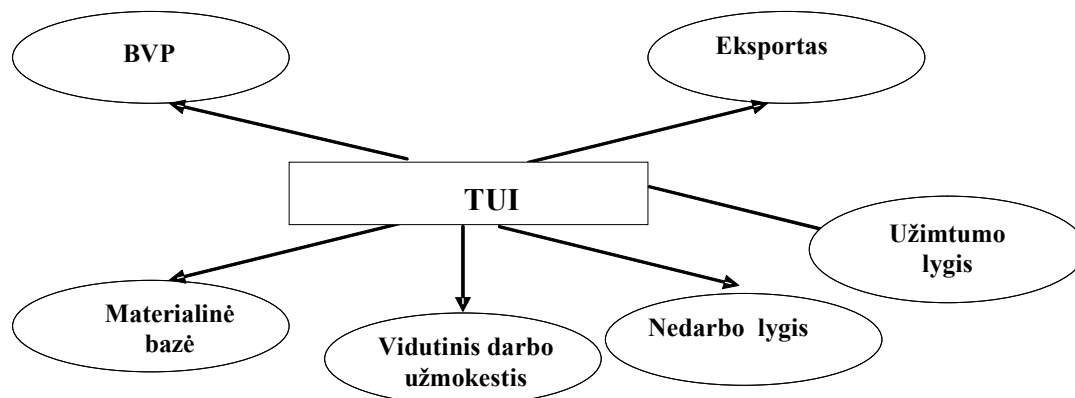 BVP
Eksportas
TUI
Užimtumo
lygis
Materialinė
bazė
Vidutinis darbo
užmokestis
Nedarbo lygis